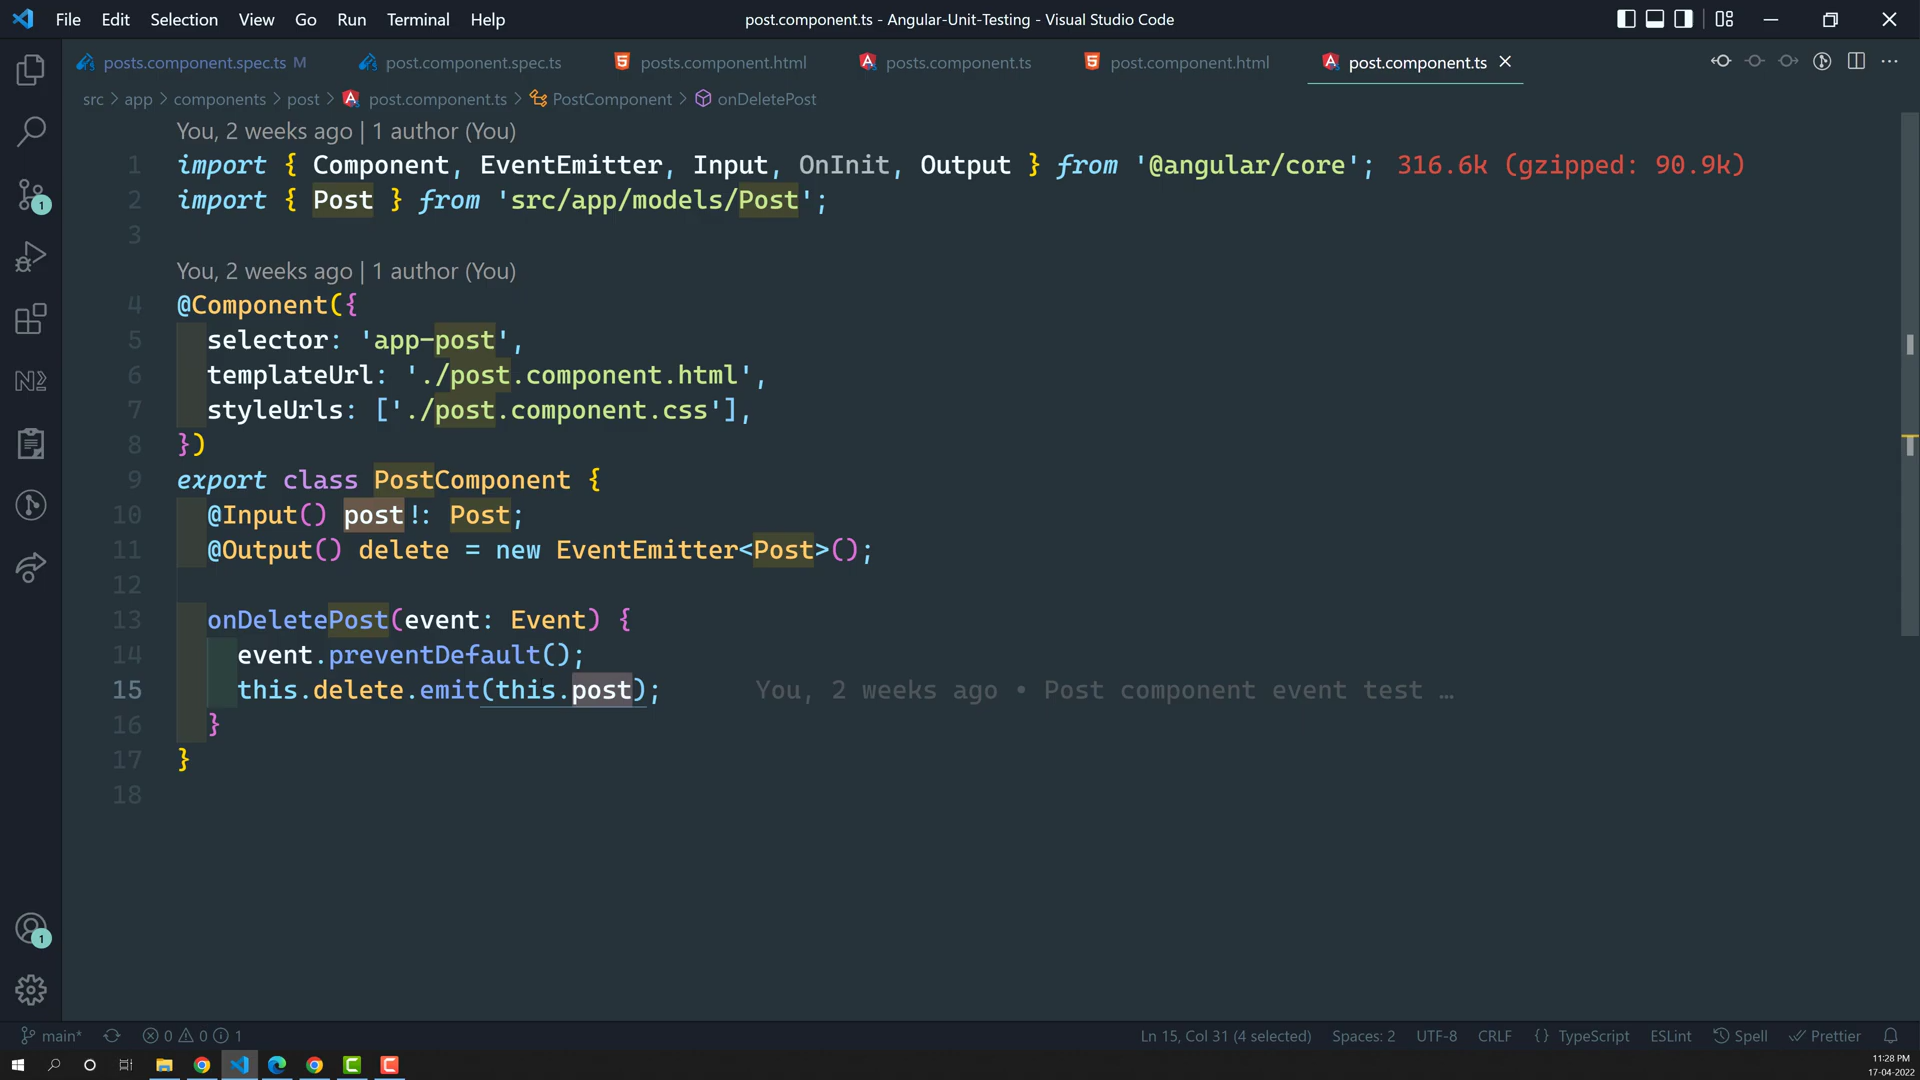 File Edit Selection View Go Run Terminal Help
post.component.ts - Angular-Unit-Testing - Visual Studio Code
posts.component.spec.ts M
post.component.spec.ts
posts.component.html
posts.component.ts
post.component.html
post.component.ts
src > app > components > post > post.component.ts > PostComponent > onDeletePost
You, 2 weeks ago | 1 author (You)
1 import { Component, EventEmitter, Input, OnInit, Output } from '@angular/core'; 316.6k (gzipped: 90.9k)
2 import { Post } from 'src/app/models/Post';
3
You, 2 weeks ago | 1 author (You)
4 @Component({
5 selector: 'app-post',
6 templateUrl: './post.component.html',
7 styleUrls: ['./post.component.css'],
8 })
9 export class PostComponent {
10 @Input() post!: Post;
11 @Output() delete = new EventEmitter<Post>();
12
13 onDeletePost(event: Event) {
14 event.preventDefault();
15 this.delete.emit(this.post); You, 2 weeks ago • Post component event test …
16 }
17 }
18
1
1
main* 0 0 1
Ln 15, Col 31 (4 selected) Spaces: 2 UTF-8 CRLF {} TypeScript ESLint Spell Prettier
11:28 PM
17-04-2022